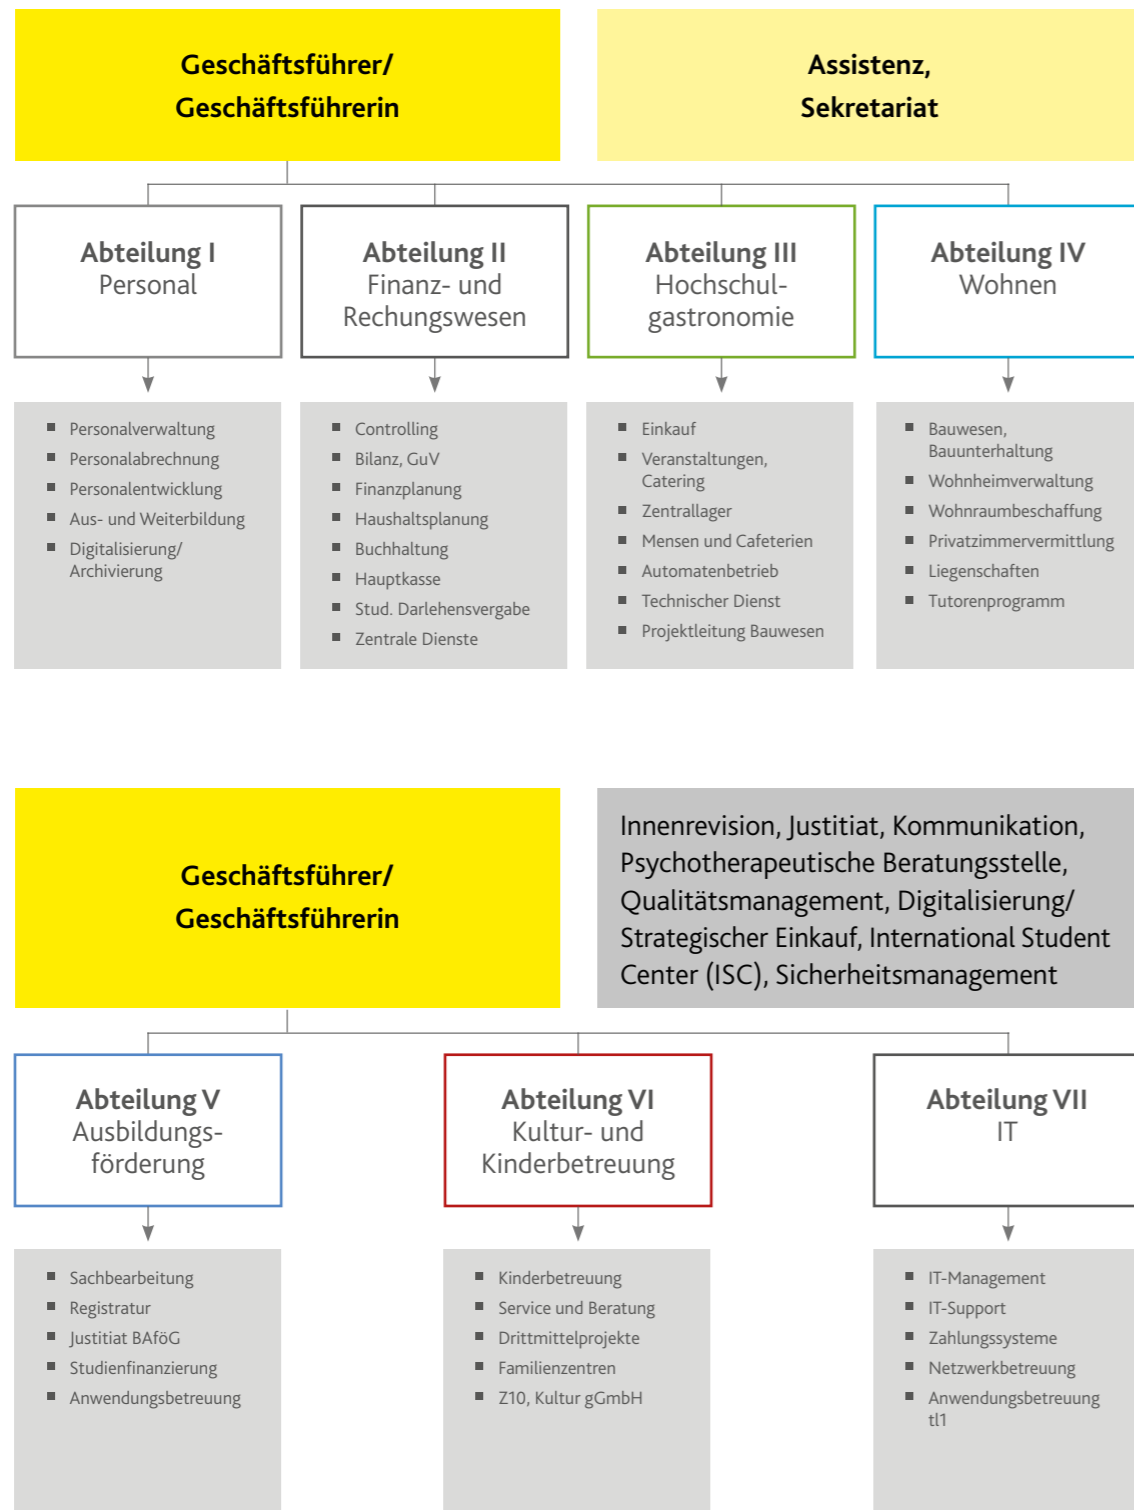 Geschäftsführer/
Geschäftsführerin
Assistenz,
Sekretariat
Abteilung I
Personal
Abteilung II
Finanz- und
Rechungswesen
Abteilung III
Hochschul-
gastronomie
Abteilung IV
Wohnen
Personalverwaltung
Personalabrechnung
Personalentwicklung
Aus- und Weiterbildung
Digitalisierung/
Archivierung
Controlling
Bilanz, GuV
Finanzplanung
Haushaltsplanung
Buchhaltung
Hauptkasse
Stud. Darlehensvergabe
Zentrale Dienste
Einkauf
Veranstaltungen,
Catering
Zentrallager
Mensen und Cafeterien
Automatenbetrieb
Technischer Dienst
Projektleitung Bauwesen
Bauwesen,
Bauunterhaltung
Wohnheimverwaltung
Wohnraumbeschaffung
Privatzimmervermittlung
Liegenschaften
Tutorenprogramm
Geschäftsführer/
Geschäftsführerin
Innenrevision, Justitiat, Kommunikation,
Psychotherapeutische Beratungsstelle,
Qualitätsmanagement, Digitalisierung/
Strategischer Einkauf, International Student
Center (ISC), Sicherheitsmanagement
Abteilung V
Ausbildungs-
förderung
Abteilung VI
Kultur- und
Kinderbetreuung
Abteilung VII
IT
Sachbearbeitung
Registratur
Justitiat BAföG
Studienfinanzierung
Anwendungsbetreuung
Kinderbetreuung
Service und Beratung
Drittmittelprojekte
Familienzentren
Z10, Kultur gGmbH
IT-Management
IT-Support
Zahlungssysteme
Netzwerkbetreuung
Anwendungsbetreuung
tl1